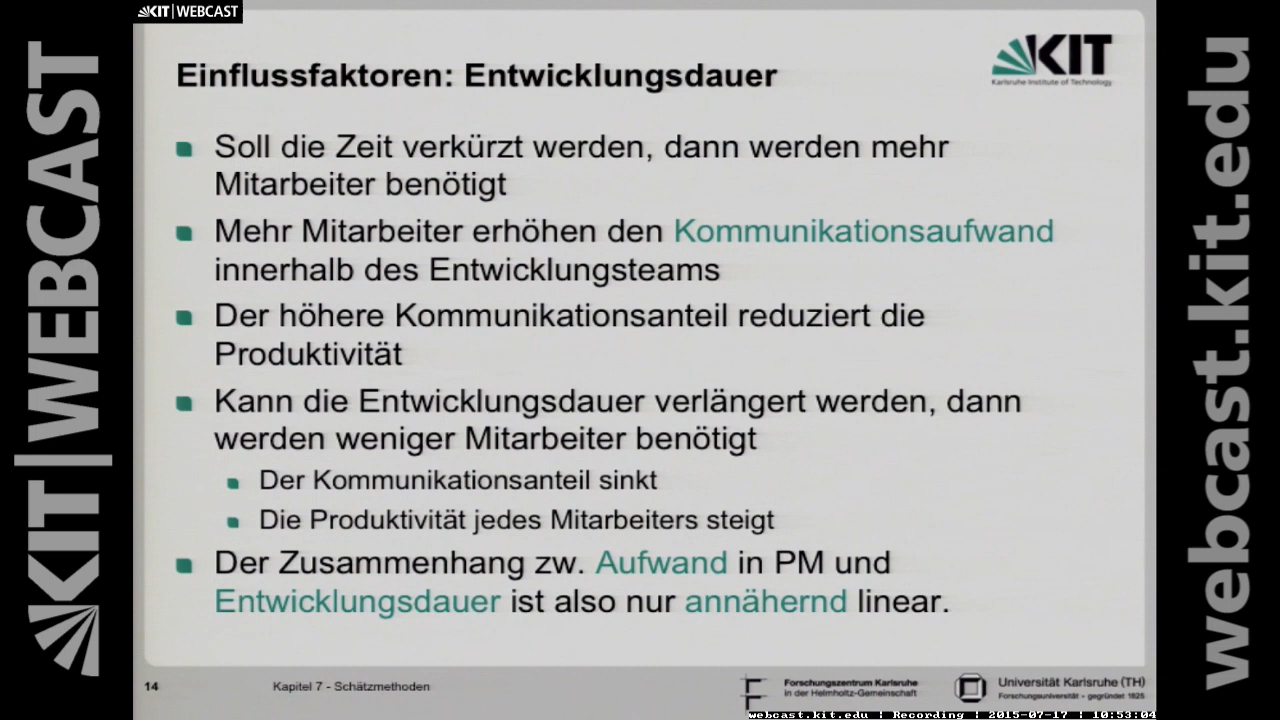 KIT | WEBCAST
KIT | WEBCAST
webcast.kit.edu
KIT
Karlsruhe Institute of Technology
Einflussfaktoren: Entwicklungsdauer
Soll die Zeit verkürzt werden, dann werden mehr
Mitarbeiter benötigt
Mehr Mitarbeiter erhöhen den Kommunikationsaufwand
innerhalb des Entwicklungsteams
Der höhere Kommunikationsanteil reduziert die
Produktivität
Kann die Entwicklungsdauer verlängert werden, dann
werden weniger Mitarbeiter benötigt
Der Kommunikationsanteil sinkt
Die Produktivität jedes Mitarbeiters steigt
Der Zusammenhang zw. Aufwand in PM und
Entwicklungsdauer ist also nur annähernd linear.
14
Kapitel 7 - Schätzmethoden
Forschungszentrum Karlsruhe
in der Helmholtz-Gemeinschaft
Universität Karlsruhe (TH)
Forschungsuniversität - gegründet 1825
webcast.kit.edu | Recording | 2015-07-17 | 10:53:04